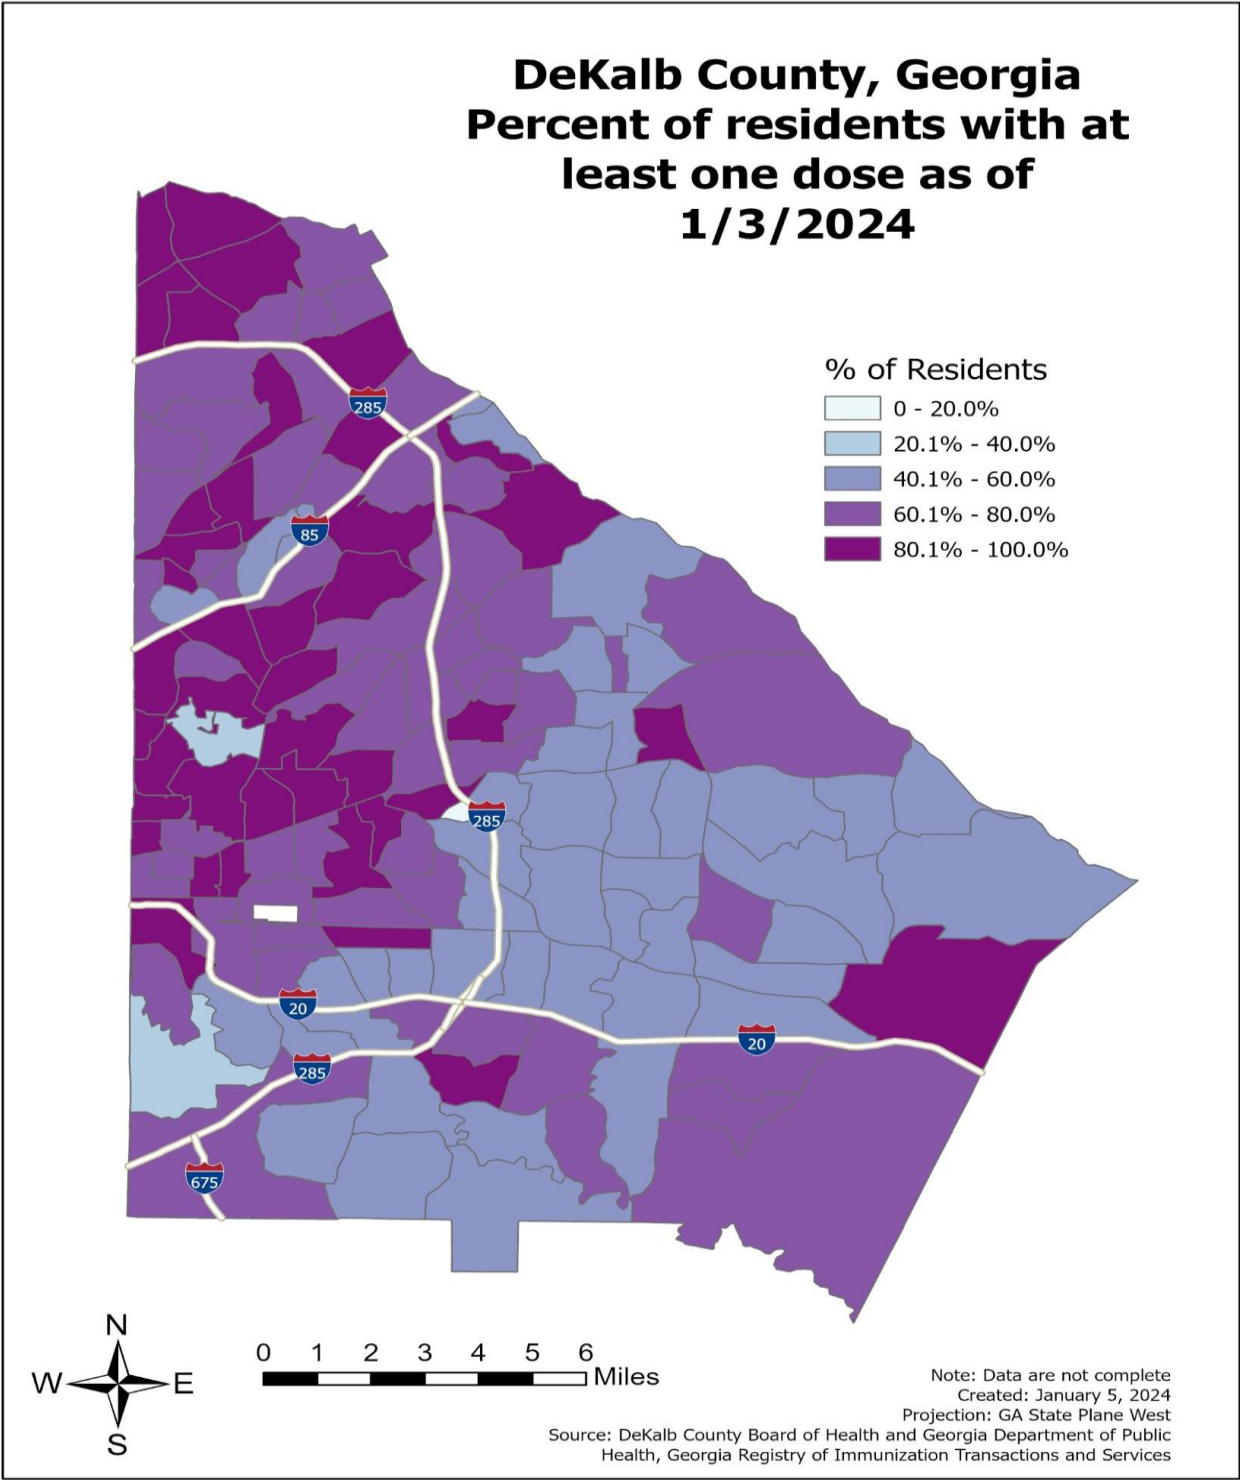 DeKalb County, Georgia
Percent of residents with at
least one dose as of
1/3/2024
% of Residents
0 - 20.0%
20.1% - 40.0%
40.1% - 60.0%
60.1% - 80.0%
80.1% - 100.0%
285
85
285
20
20
285
675
N
W E
S
0 1 2 3 4 5 6
Miles
Note: Data are not complete
Created: January 5, 2024
Projection: GA State Plane West
Source: DeKalb County Board of Health and Georgia Department of Public
Health, Georgia Registry of Immunization Transactions and Services